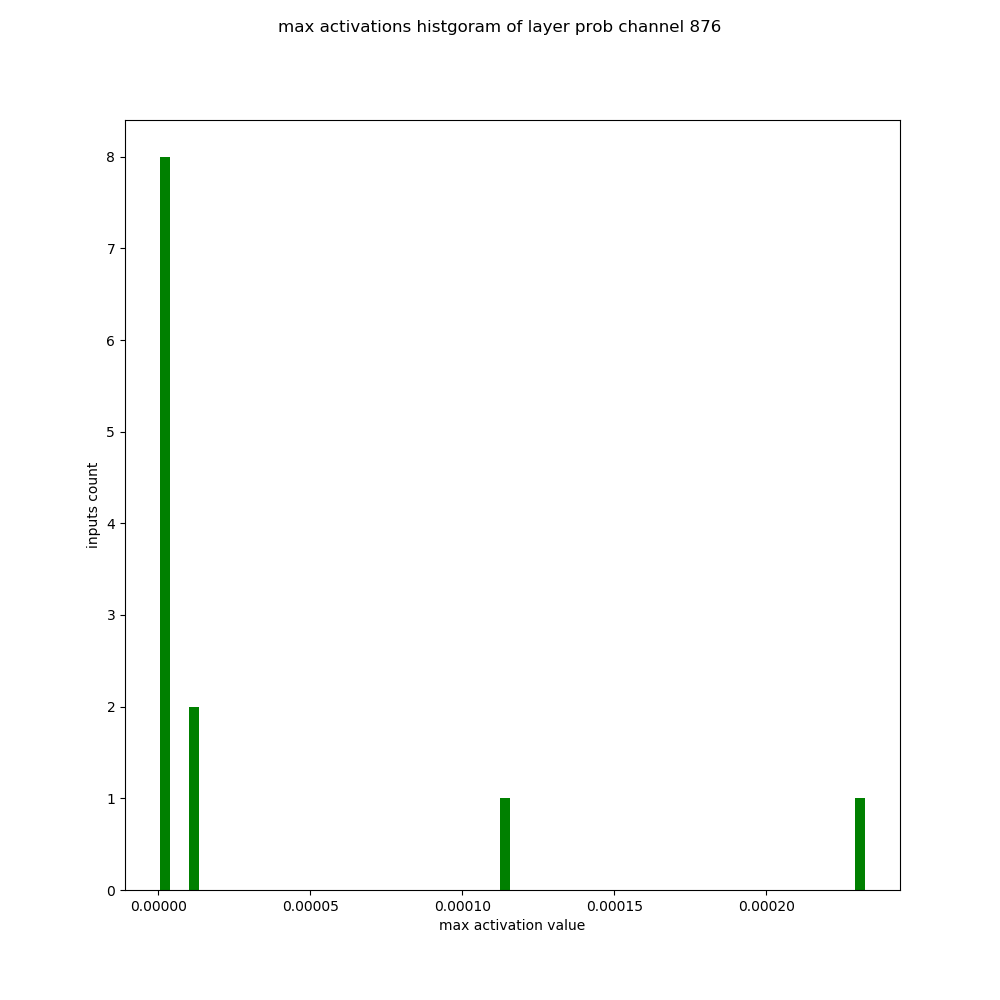 max activations histgoram of layer prob channel 876
8
7
6
5
4
3
2
1
0
inputs count
0.00000 0.00005 0.00010 0.00015 0.00020
max activation value